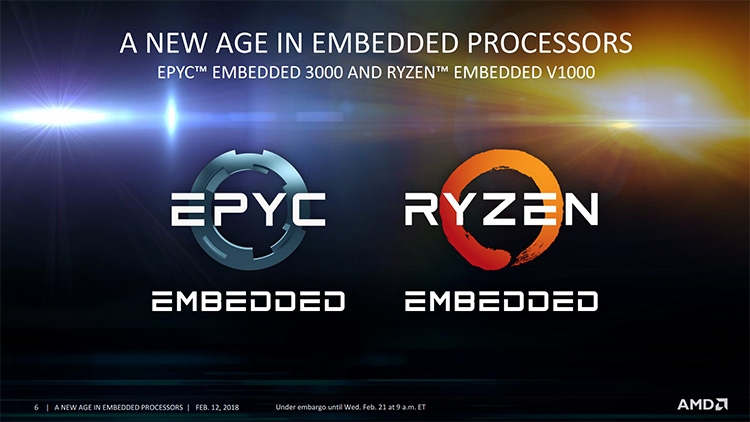 A NEW AGE IN EMBEDDED PROCESSORS
EPYC™ EMBEDDED 3000 AND RYZEN™ EMBEDDED V1000
EPYC
EMBEDDED
RYZEN
EMBEDDED
6 | A NEW AGE IN EMBEDDED PROCESSORS | FEB. 12, 2018
Under embargo until Wed. Feb. 21 at 9 a.m. ET
AMD